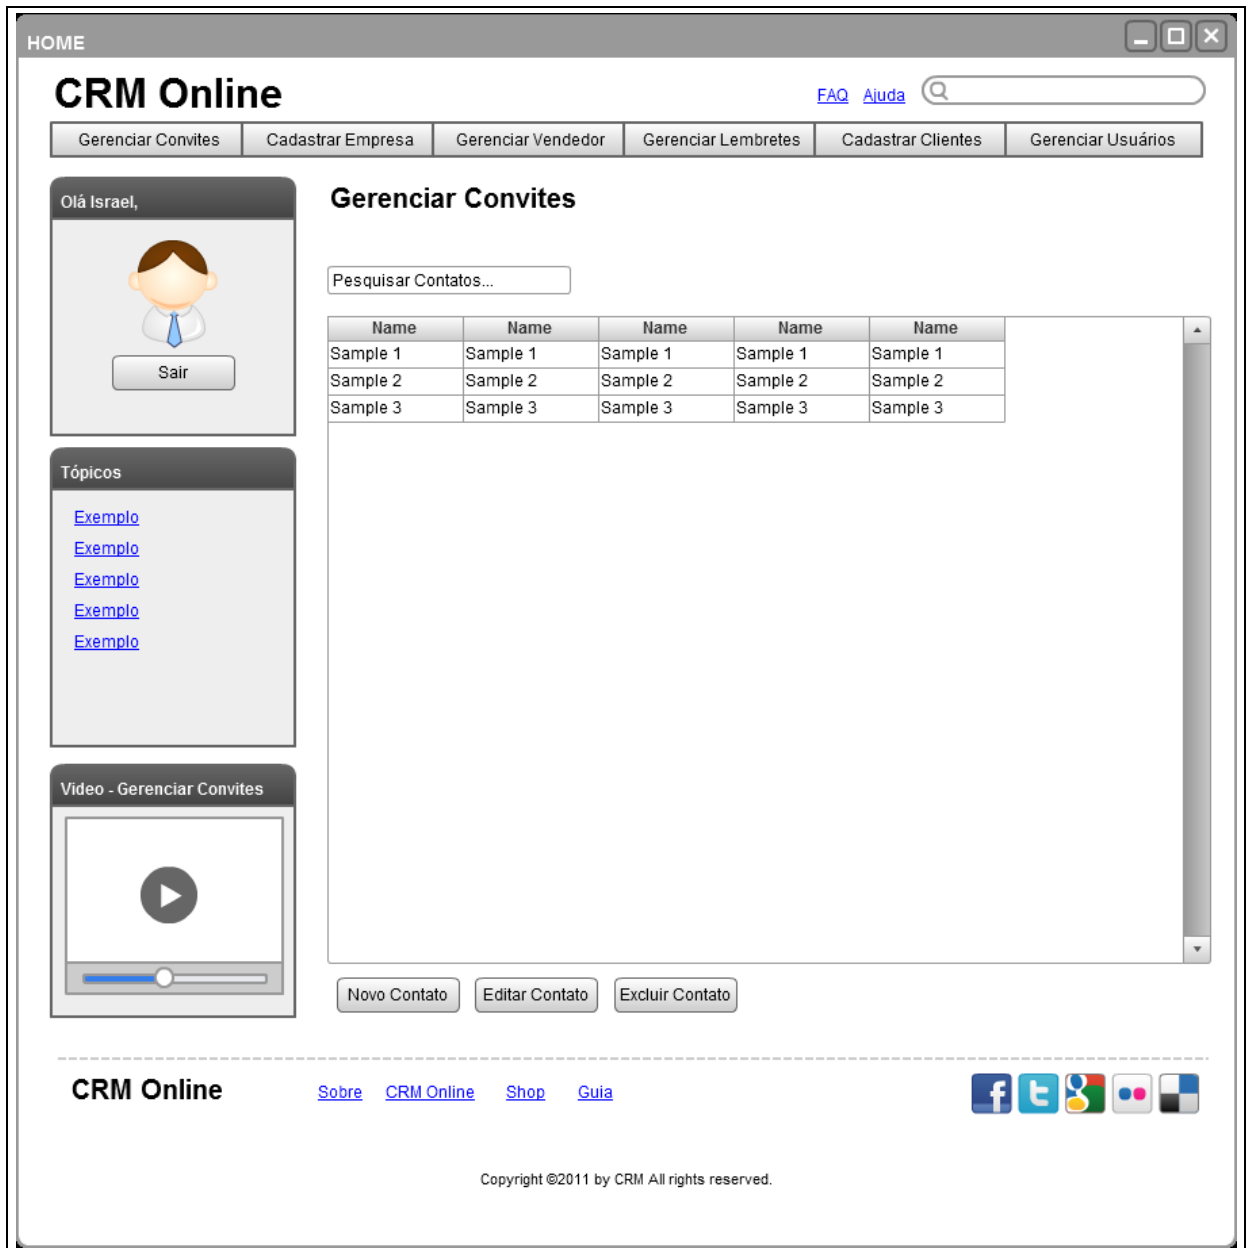 HOME
CRM Online
FAQ Ajuda
Gerenciar Convites Cadastrar Empresa Gerenciar Vendedor Gerenciar Lembretes Cadastrar Clientes Gerenciar Usuários
Olá Israel,
Sair
Tópicos
Exemplo
Exemplo
Exemplo
Exemplo
Exemplo
Video - Gerenciar Convites
Gerenciar Convites
Pesquisar Contatos...
Name Name Name Name Name
Sample 1 Sample 1 Sample 1 Sample 1 Sample 1
Sample 2 Sample 2 Sample 2 Sample 2 Sample 2
Sample 3 Sample 3 Sample 3 Sample 3 Sample 3
Novo Contato Editar Contato Excluir Contato
CRM Online
Sobre CRM Online Shop Guia
Copyright ©2011 by CRM All rights reserved.